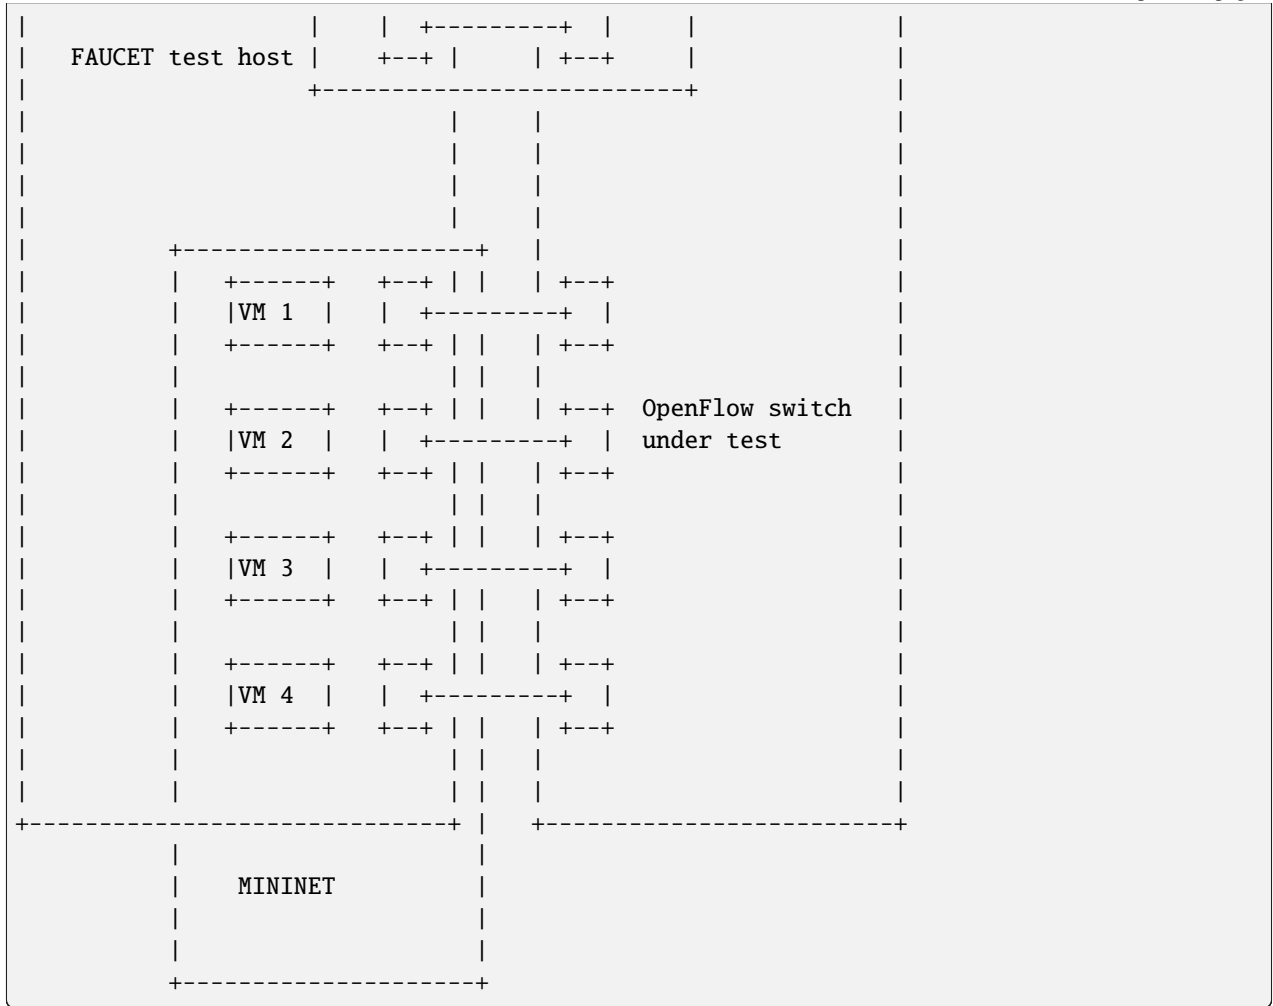 FAUCET test host
VM 1
OpenFlow switch
VM 2
under test
VM 3
VM 4
MININET